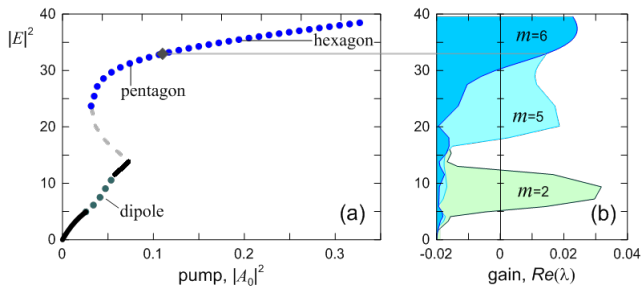 |E|²
40
30
20
10
0
hexagon
pentagon
dipole
(a)
0
0.1
0.2
0.3
pump, |A₀|²
40
30
20
10
0
m=6
m=5
m=2
(b)
-0.02
0
0.02
0.04
gain, Re(λ)